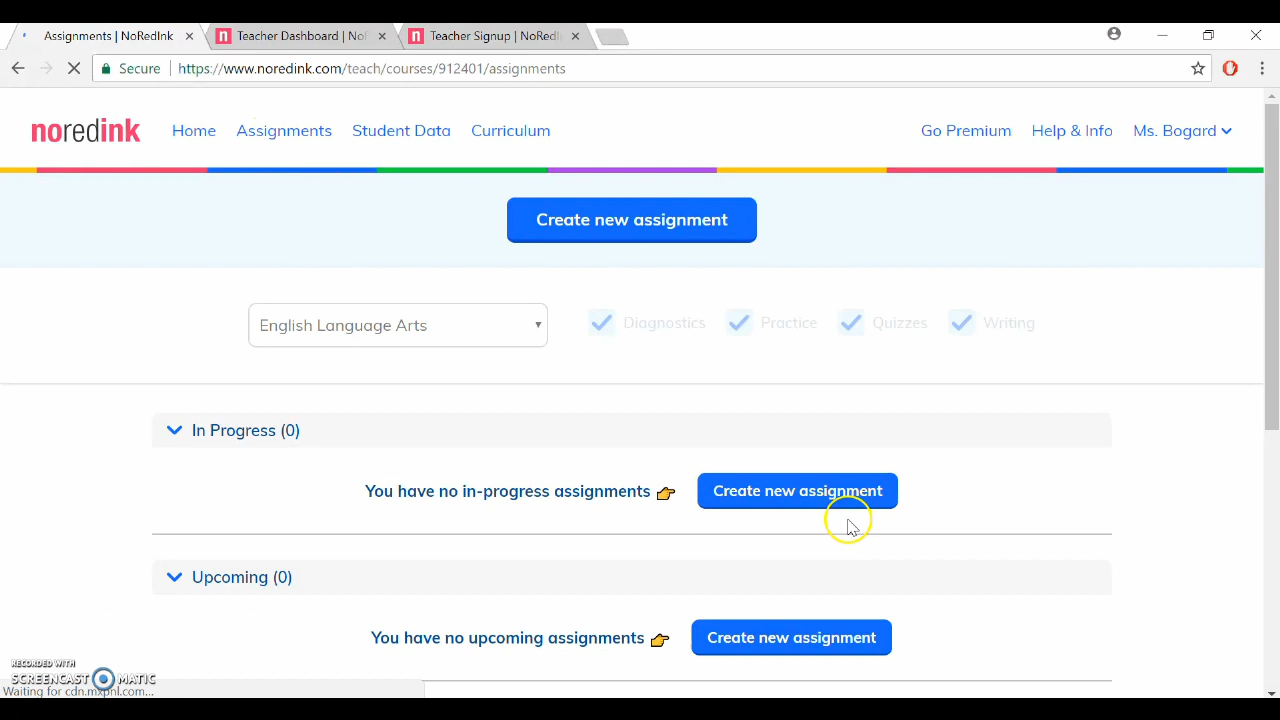 Assignments | NoRedInk
Teacher Dashboard | NoR
Teacher Signup | NoRedI
Secure https://www.noredink.com/teach/courses/912401/assignments
noredink Home Assignments Student Data Curriculum Go Premium Help & Info Ms. Bogard
Create new assignment
English Language Arts Diagnostics Practice Quizzes Writing
In Progress (0)
You have no in-progress assignments Create new assignment
Upcoming (0)
You have no upcoming assignments Create new assignment
RECORDED WITH
SCREENCAST MATIC
Waiting for cdn.mxpnl.com...